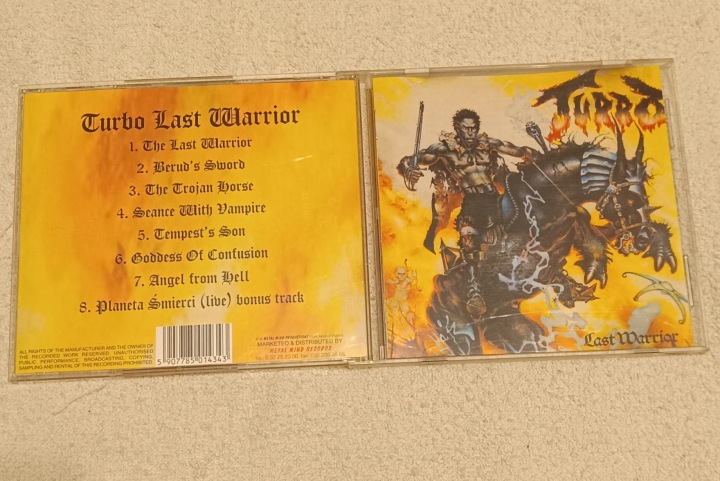 Turbo Last Warrior
1. The Last Warrior
2. Berud's Sword
3. The Trojan Horse
4. Seance With Vampire
5. Tempest's Son
6. Goddess Of Confusion
7. Angel from Hell
8. Planeta Śmierci (live) bonus track
ALL RIGHTS OF THE MANUFACTURER AND THE OWNER OF
THE RECORDED WORK RESERVED. UNAUTHORISED
PUBLIC PERFORMANCE, BROADCASTING, COPYING,
SAMPLING AND RENTAL OF THIS RECORDING PROHIBITED.
5 907785 014343
METAL MIND PRODUCTIONS
MARKETED & DISTRIBUTED BY
METAL MIND RECORDS
TURBO
Last Warrior